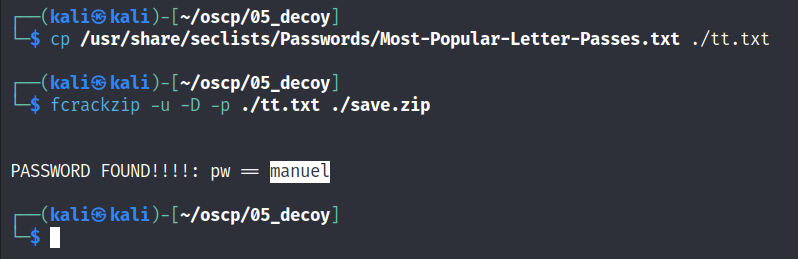 ┌──(kali㉿kali)-[~/oscp/05_decoy]
└─$ cp /usr/share/seclists/Passwords/Most-Popular-Letter-Passes.txt ./tt.txt
┌──(kali㉿kali)-[~/oscp/05_decoy]
└─$ fcrackzip -u -D -p ./tt.txt ./save.zip
PASSWORD FOUND!!!!: pw == manuel
┌──(kali㉿kali)-[~/oscp/05_decoy]
└─$